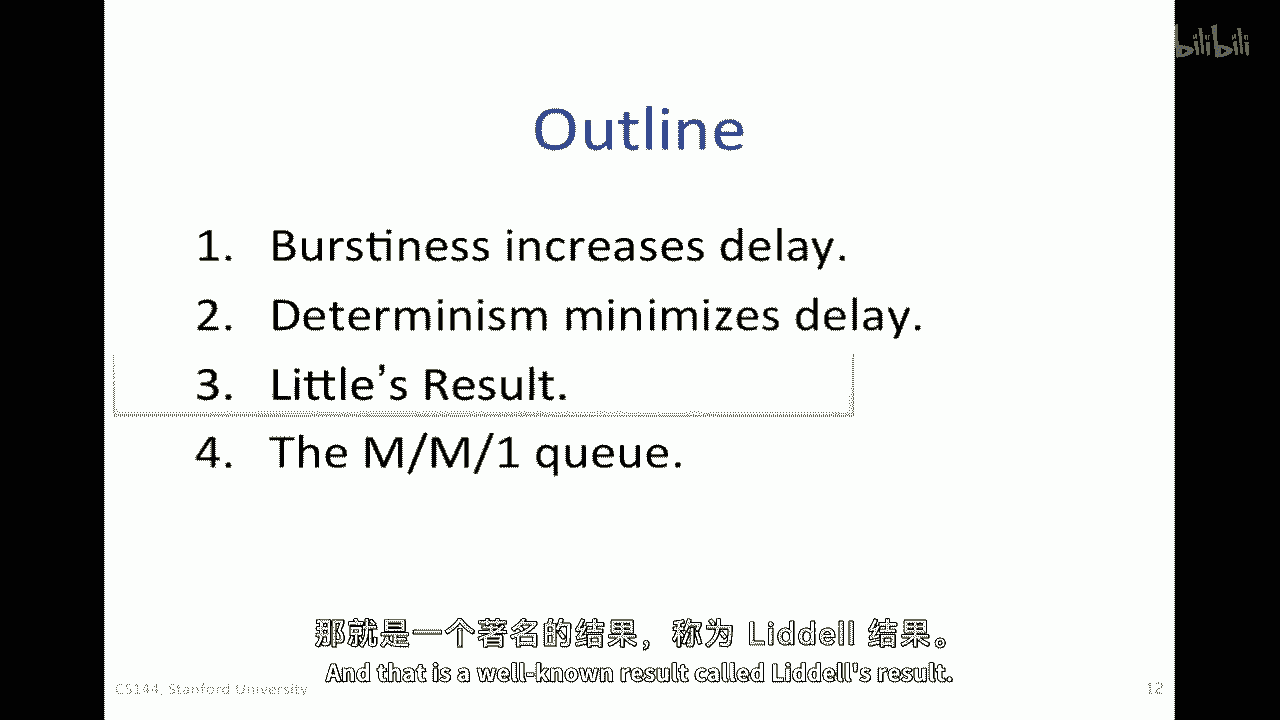 bilibili
Outline
1. Burstiness increases delay.
2. Determinism minimizes delay.
3. Little's Result.
4. The M/M/1 queue.
那就是一个著名的结果，称为 Liddell 结果。
And that is a well-known result called Liddell's result.
CS144, Stanford University
12